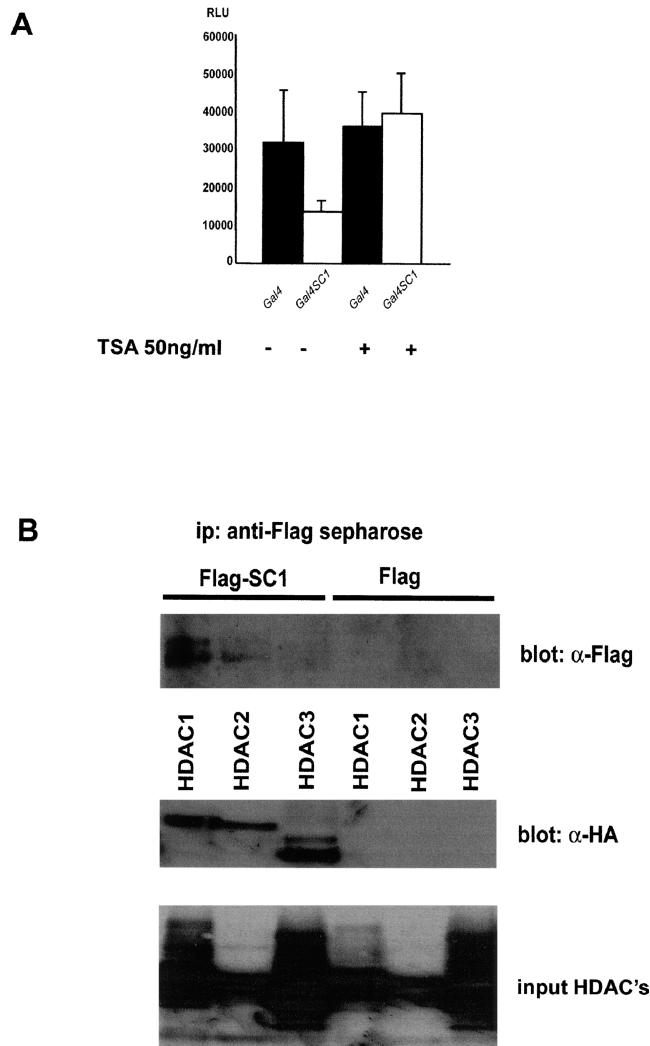 A
RLU
60000
50000
40000
30000
20000
10000
0
Gal4
Gal4SC1
Gal4
Gal4SC1
TSA 50ng/ml - - + +
B
ip: anti-Flag sepharose
Flag-SC1 Flag
blot: α-Flag
HDAC1 HDAC2 HDAC3 HDAC1 HDAC2 HDAC3
blot: α-HA
input HDAC's